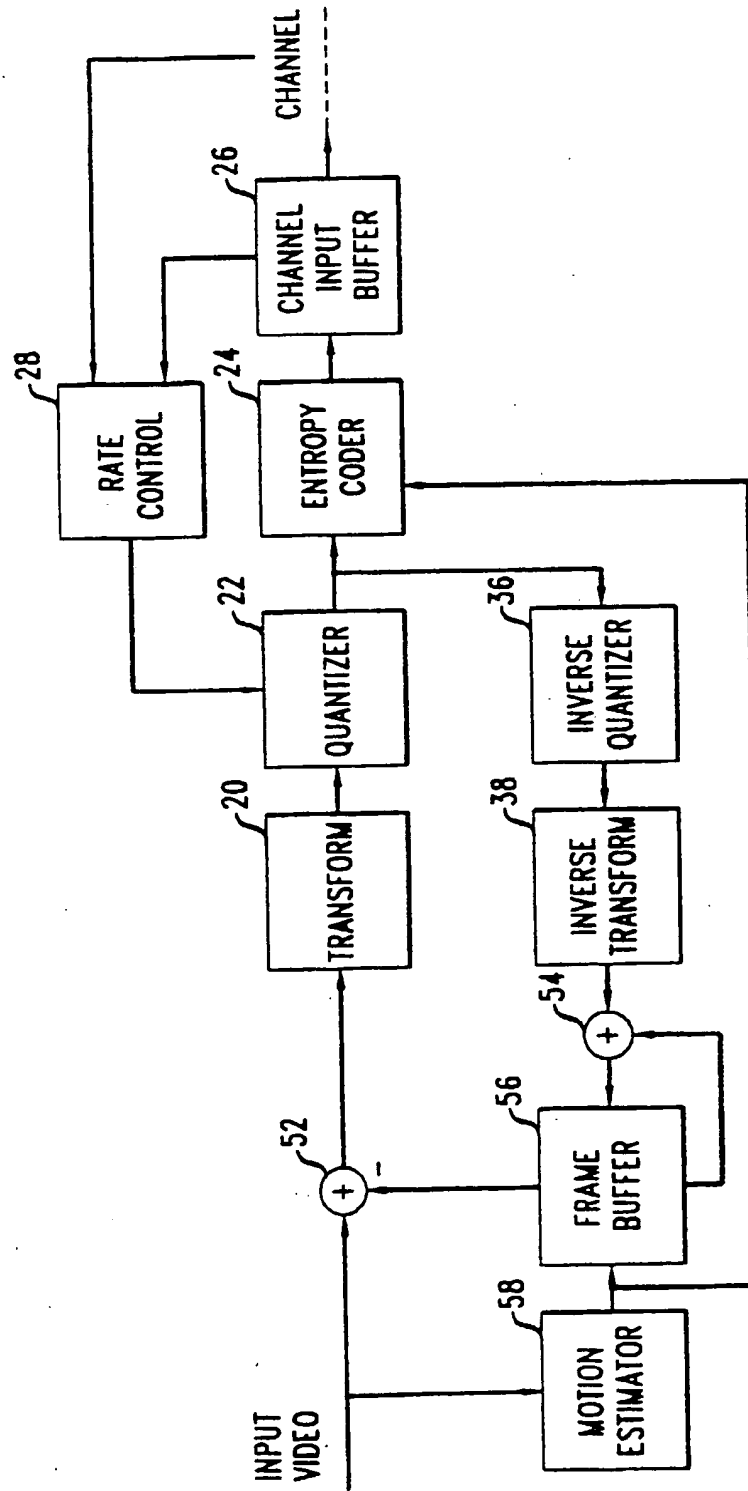 INPUT
VIDEO
52
+
-
20
TRANSFORM
22
QUANTIZER
28
RATE
CONTROL
24
ENTROPY
CODER
26
CHANNEL
INPUT
BUFFER
CHANNEL
58
MOTION
ESTIMATOR
56
FRAME
BUFFER
54
+
38
INVERSE
TRANSFORM
36
INVERSE
QUANTIZER